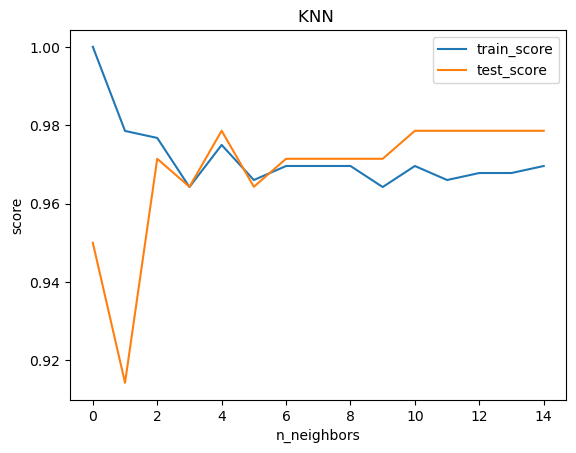 KNN
train_score
test_score
score
1.00
0.98
0.96
0.94
0.92
0 2 4 6 8 10 12 14
n_neighbors